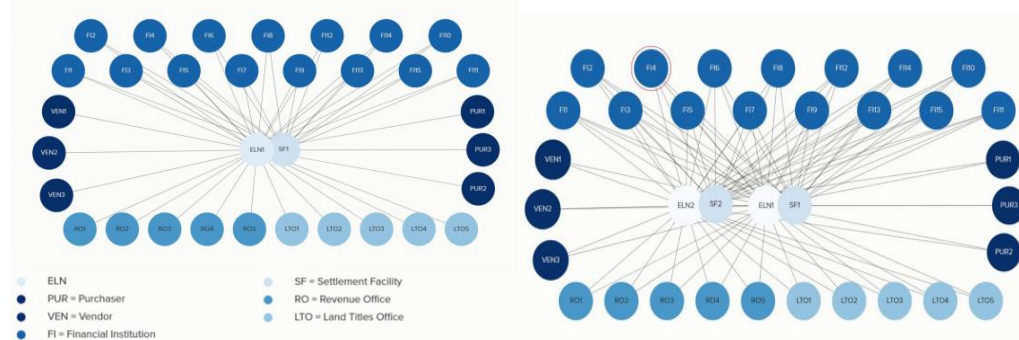 FI2 FI4 FI6 FI8 FI12 FI14 FI10
FI1 FI3 FI5 FI7 FI9 FI13 FI15 FI11
VEN1 PUR1
ELN1 SF1
VEN2 PUR3
VEN3 PUR2
RO1 RO2 RO3 RO4 RO5 LTO1 LTO2 LTO3 LTO4 LTO5
ELN
PUR = Purchaser
VEN = Vendor
FI = Financial Institution
SF = Settlement Facility
RO = Revenue Office
LTO = Land Titles Office
FI2 FI4 FI6 FI8 FI12 FI14 FI10
FI1 FI3 FI5 FI7 FI9 FI13 FI15 FI11
VEN1 PUR1
ELN2 SF2 ELN1 SF1
VEN2 PUR3
VEN3 PUR2
RO1 RO2 RO3 RO4 RO5 LTO1 LTO2 LTO3 LTO4 LTO5